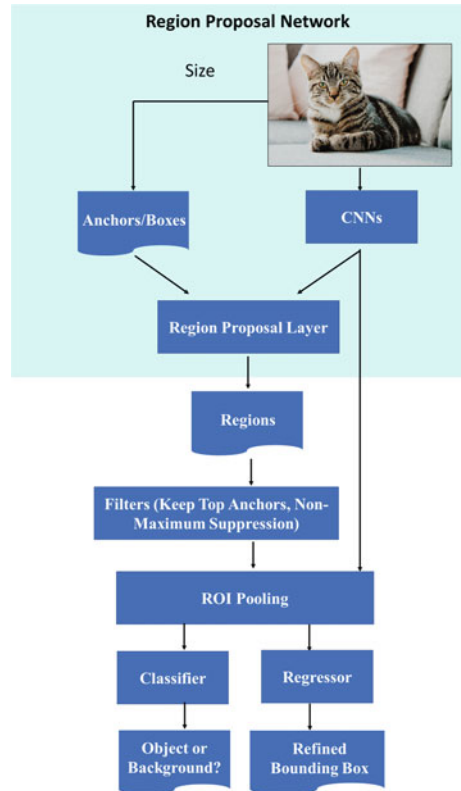 Region Proposal Network
Size
Anchors/Boxes
CNNs
Region Proposal Layer
Regions
Filters (Keep Top Anchors, Non-
Maximum Suppression)
ROI Pooling
Classifier
Regressor
Object or
Background?
Refined
Bounding Box